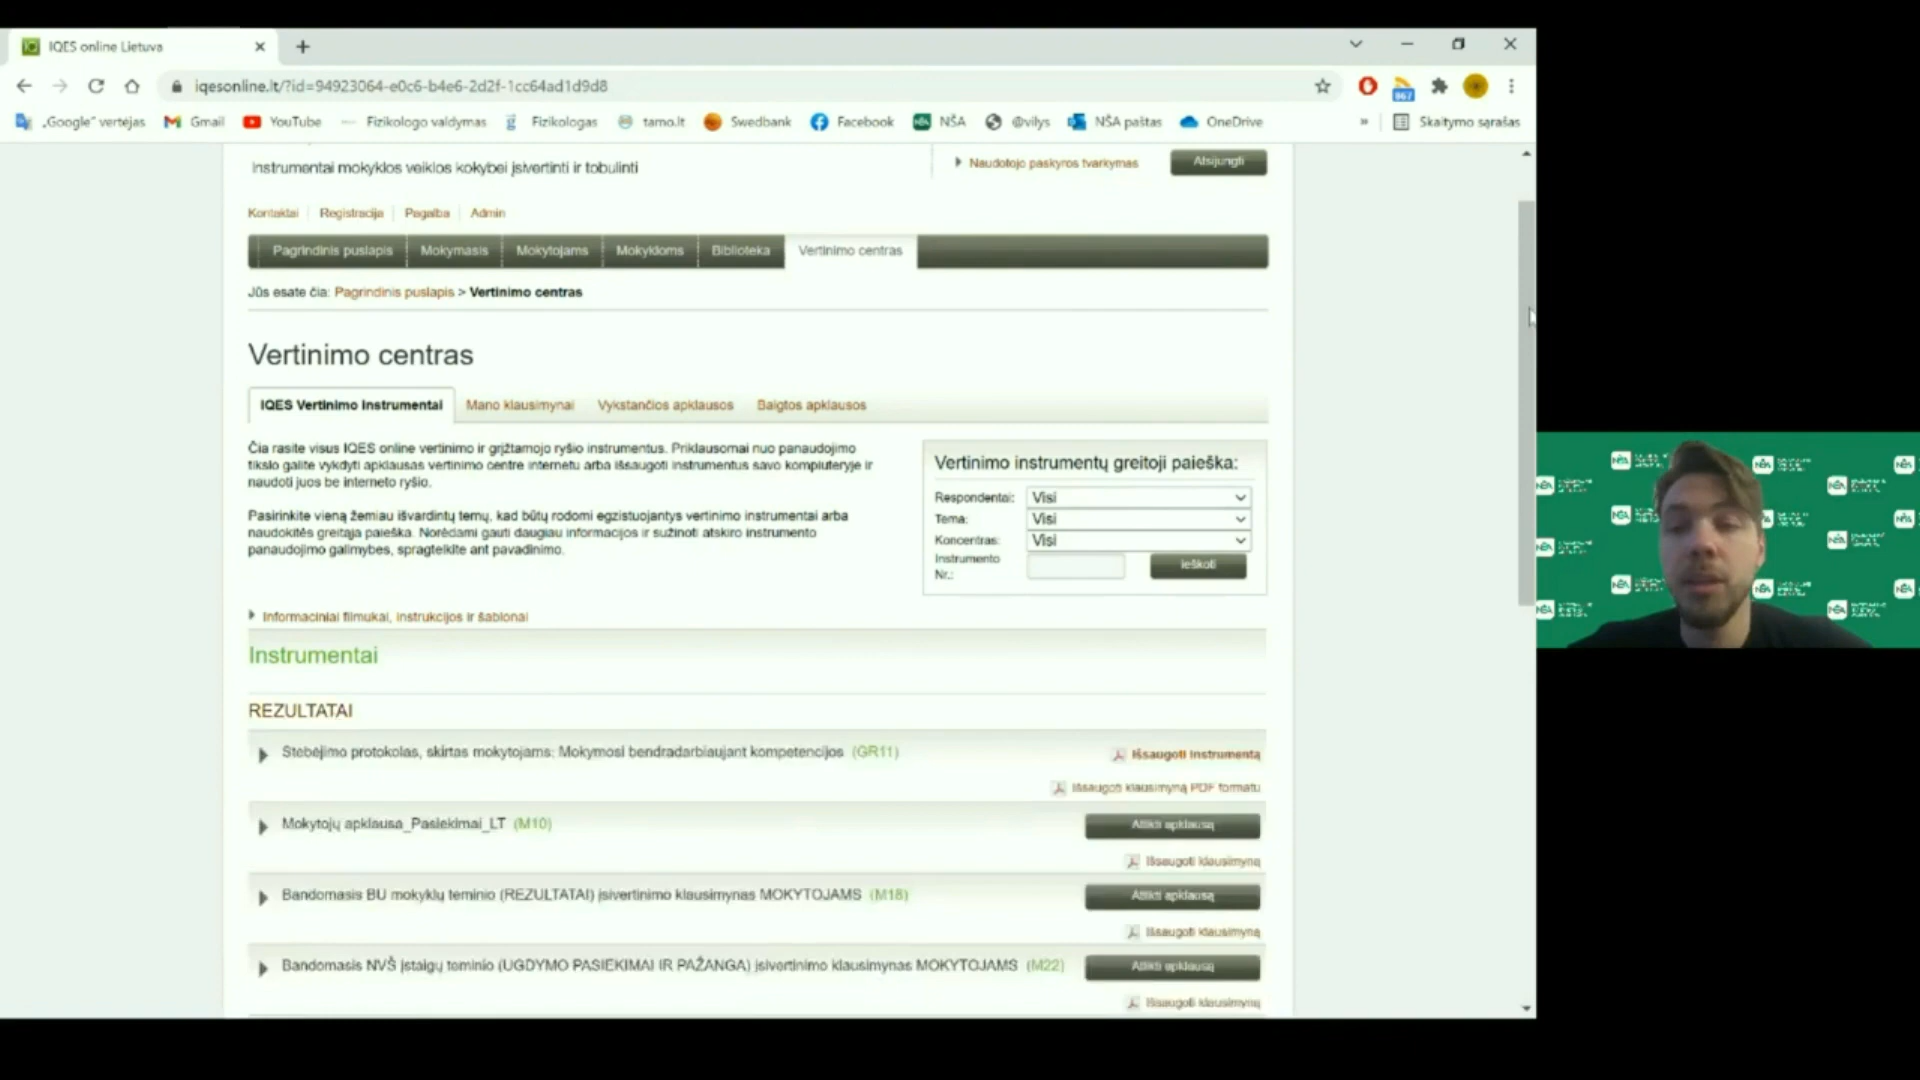 IQES online Lietuva
iqesonline.lt/?id=94923064-e0c6-b4e6-2d2f-1cc64ad1d9d8
967
„Google“ vertėjas
Gmail
YouTube
Fizikologo valdymas
Fizikologas
tamo.lt
Swedbank
Facebook
NŠA
@vilys
NŠA paštas
OneDrive
»
Skaitymo sąrašas
Instrumentai mokyklos veiklos kokybei įsivertinti ir tobulinti
Naudotojo paskyros tvarkymas
Atsijungti
Kontaktai
Registracija
Pagalba
Admin
Pagrindinis puslapis
Mokymasis
Mokytojams
Mokykloms
Biblioteka
Vertinimo centras
Jūs esate čia: Pagrindinis puslapis > Vertinimo centras
Vertinimo centras
IQES Vertinimo instrumentai
Mano klausimynai
Vykstančios apklausos
Baigtos apklausos
Čia rasite visus IQES online vertinimo ir grįžtamojo ryšio instrumentus. Priklausomai nuo panaudojimo
tikslo galite vykdyti apklausas vertinimo centre internetu arba išsaugoti instrumentus savo kompiuteryje ir
naudoti juos be interneto ryšio.
Pasirinkite vieną žemiau išvardintų temų, kad būtų rodomi egzistuojantys vertinimo instrumentai arba
naudokitės greitąja paieška. Norėdami gauti daugiau informacijos ir sužinoti atskiro instrumento
panaudojimo galimybes, spragtelkite ant pavadinimo.
Vertinimo instrumentų greitoji paieška:
Respondentai: Visi
Tema: Visi
Koncentras: Visi
Instrumento
Nr.:
Ieškoti
Informaciniai filmukai, instrukcijos ir šablonai
Instrumentai
REZULTATAI
Stebėjimo protokolas, skirtas mokytojams: Mokymosi bendradarbiaujant kompetencijos (GR11)
Išsaugoti instrumentą
Išsaugoti klausimyną PDF formatu
Mokytojų apklausa_Pasiekimai_LT (M10)
Atlikti apklausą
Išsaugoti klausimyną
Bandomasis BU mokyklų teminio (REZULTATAI) įsivertinimo klausimynas MOKYTOJAMS (M18)
Atlikti apklausą
Išsaugoti klausimyną
Bandomasis NVŠ įstaigų teminio (UGDYMO PASIEKIMAI IR PAŽANGA) įsivertinimo klausimynas MOKYTOJAMS (M22)
Atlikti apklausą
Išsaugoti klausimyną